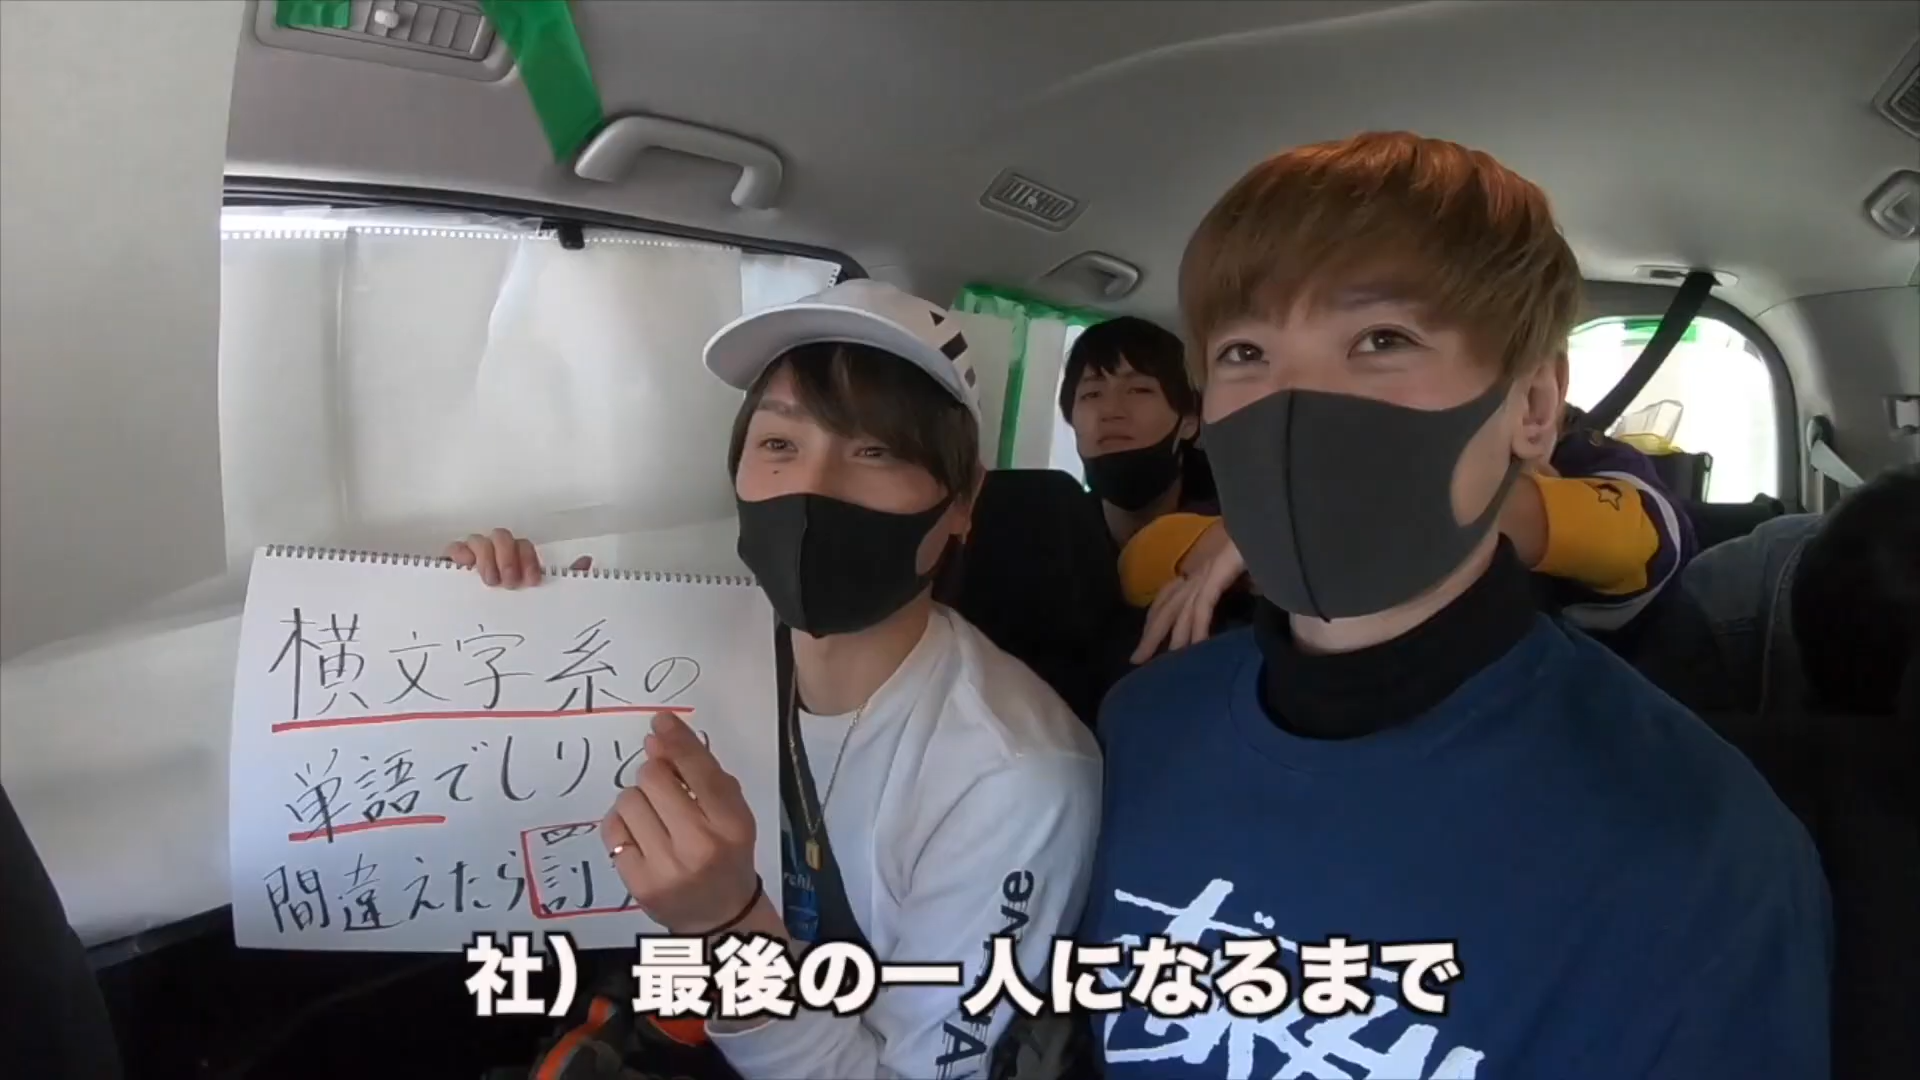 横文字系の
単語でしりと
間違えたら罰
社）最後の一人になるまで